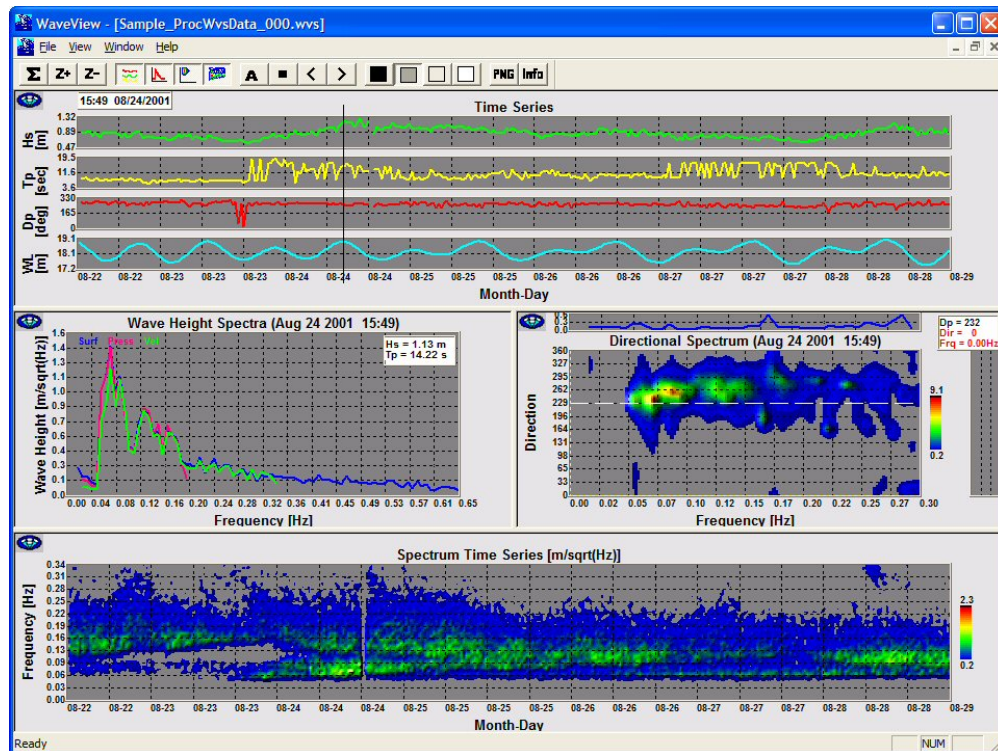 WaveView - [Sample_ProcWvsData_000.wvs]
File View Window Help
Σ Z+ Z- A < > PNG Info
15:49 08/24/2001
Time Series
Hs [m]
1.32
0.89
0.47
Tp [sec]
19.5
11.6
3.6
Dp [deg]
330
165
0
WL [m]
19.1
18.1
17.2
08-22 08-22 08-23 08-23 08-23 08-24 08-24 08-24 08-25 08-25 08-25 08-26 08-26 08-26 08-27 08-27 08-27 08-28 08-28 08-28 08-29
Month-Day
Wave Height Spectra (Aug 24 2001 15:49)
Surf Press Vel
Hs = 1.13 m
Tp = 14.22 s
Wave Height [m/sqrt(Hz)]
1.6
1.4
1.3
1.1
1.0
0.8
0.6
0.5
0.3
0.2
0.0
0.00 0.04 0.08 0.12 0.16 0.20 0.24 0.28 0.32 0.36 0.41 0.45 0.49 0.53 0.57 0.61 0.65
Frequency [Hz]
0.5
0.3
0.0
Directional Spectrum (Aug 24 2001 15:49)
Dp = 232
Dir = 0
Frq = 0.00Hz
Direction
360
327
294
262
229
196
164
131
98
65
33
0
9.1
0.2
0.00 0.02 0.05 0.07 0.10 0.12 0.15 0.17 0.20 0.22 0.25 0.27 0.30
Frequency [Hz]
Spectrum Time Series [m/sqrt(Hz)]
Frequency [Hz]
0.34
0.31
0.28
0.25
0.22
0.19
0.16
0.13
0.09
0.06
0.03
0.00
2.3
0.2
08-22 08-22 08-23 08-23 08-23 08-24 08-24 08-24 08-25 08-25 08-25 08-26 08-26 08-26 08-27 08-27 08-27 08-28 08-28 08-28 08-29
Month-Day
Ready
NUM